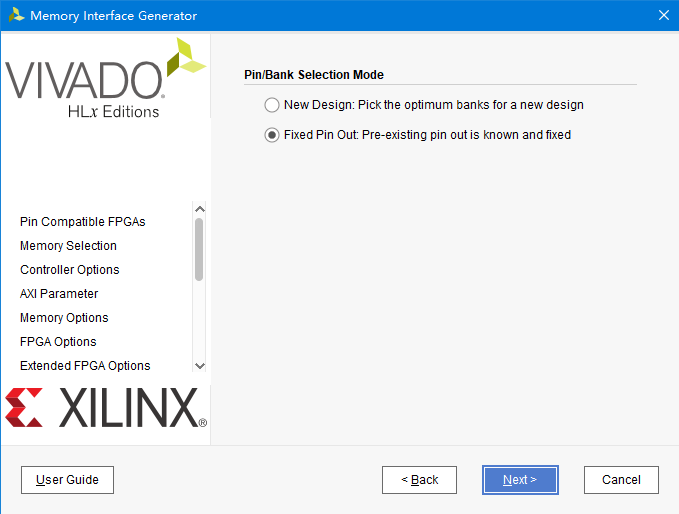 Memory Interface Generator
VIVADO.
HLx Editions
Pin/Bank Selection Mode
New Design: Pick the optimum banks for a new design
Fixed Pin Out: Pre-existing pin out is known and fixed
Pin Compatible FPGAs
Memory Selection
Controller Options
AXI Parameter
Memory Options
FPGA Options
Extended FPGA Options
XILINX®
User Guide
< Back
Next >
Cancel